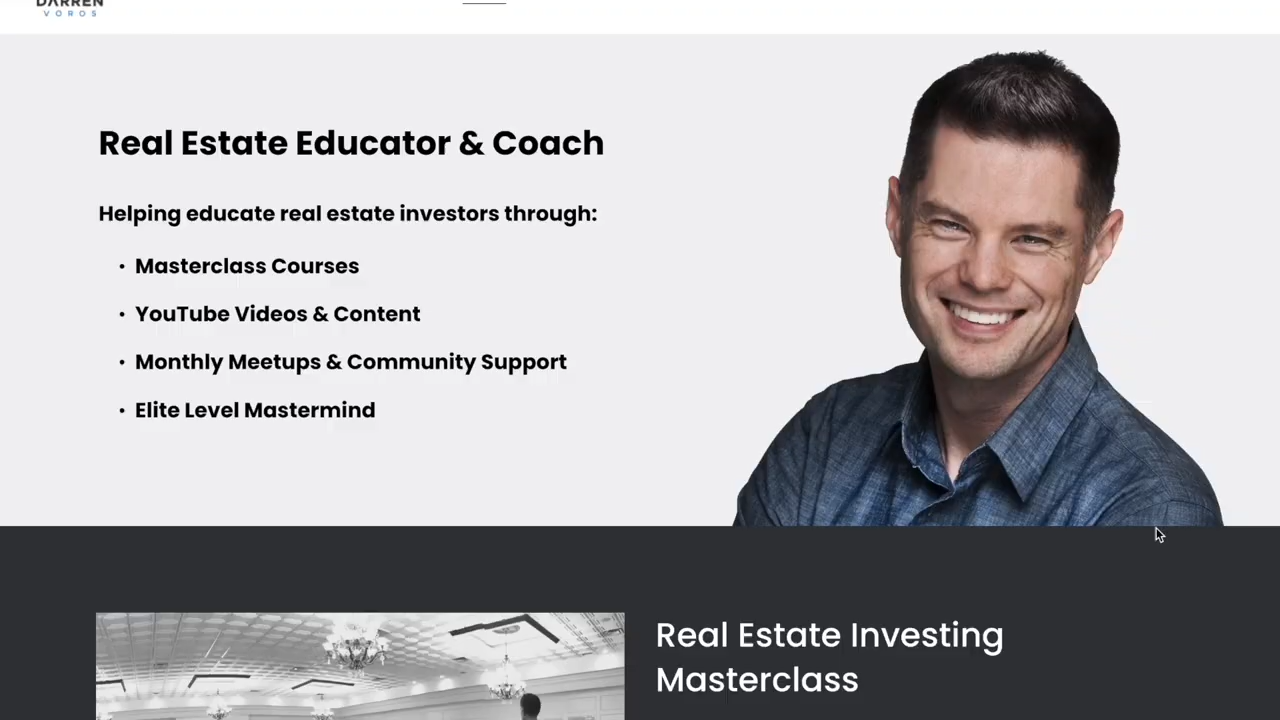 DARREN
VOROS
Real Estate Educator & Coach
Helping educate real estate investors through:
• Masterclass Courses
• YouTube Videos & Content
• Monthly Meetups & Community Support
• Elite Level Mastermind
Real Estate Investing
Masterclass